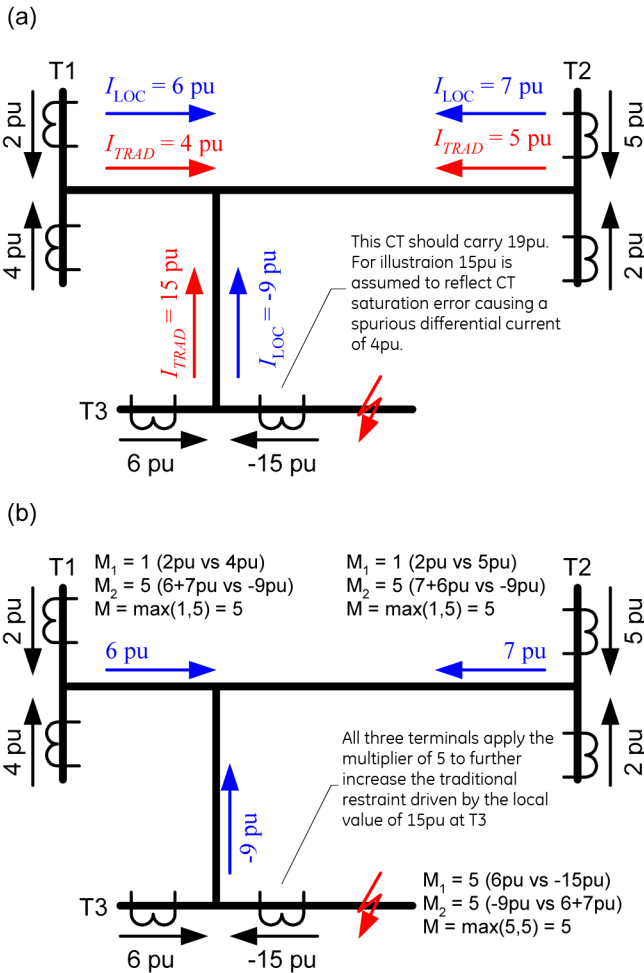 (a)
T1
T2
I_LOC = 6 pu
I_LOC = 7 pu
2 pu
5 pu
I_TRAD = 4 pu
I_TRAD = 5 pu
4 pu
2 pu
This CT should carry 19pu.
For illustraion 15pu is
assumed to reflect CT
saturation error causing a
spurious differential current
of 4pu.
I_TRAD = 15 pu
I_LOC = -9 pu
T3
6 pu
-15 pu
(b)
T1
M₁ = 1 (2pu vs 4pu)
M₂ = 5 (6+7pu vs -9pu)
M = max(1,5) = 5
M₁ = 1 (2pu vs 5pu)
M₂ = 5 (7+6pu vs -9pu)
M = max(1,5) = 5
T2
2 pu
5 pu
6 pu
7 pu
4 pu
2 pu
All three terminals apply the
multiplier of 5 to further
increase the traditional
restraint driven by the local
value of 15pu at T3
-9 pu
T3
6 pu
-15 pu
M₁ = 5 (6pu vs -15pu)
M₂ = 5 (-9pu vs 6+7pu)
M = max(5,5) = 5